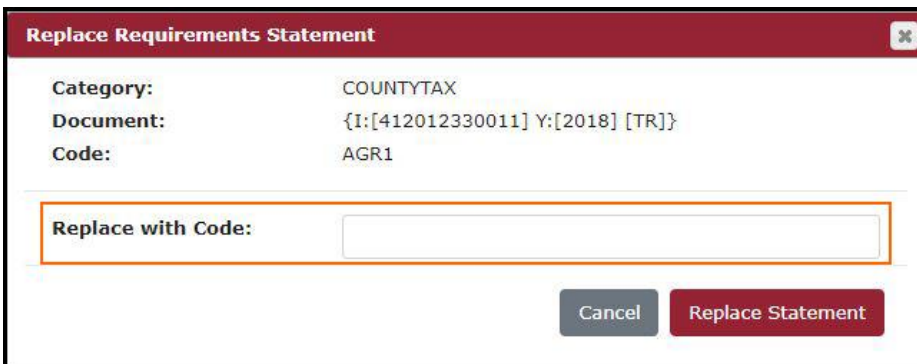 Replace Requirements Statement
Category: COUNTYTAX
Document: {I:[412012330011] Y:[2018] [TR]}
Code: AGR1
Replace with Code:
Cancel Replace Statement